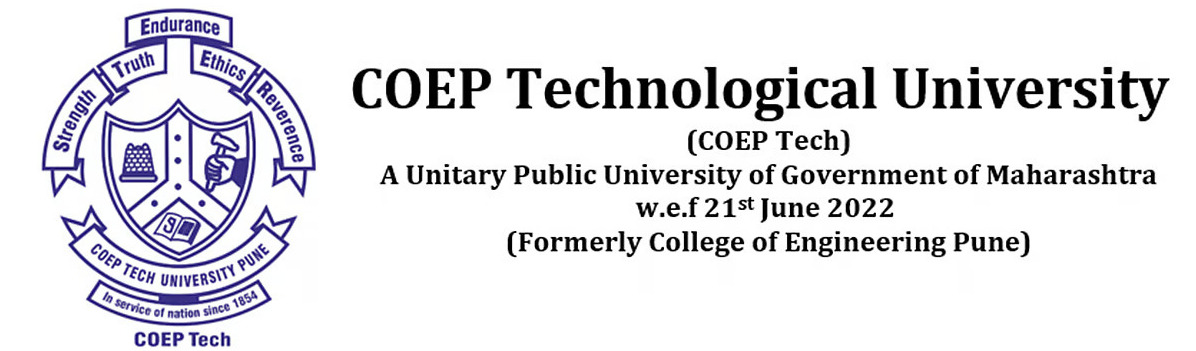 Endurance
Truth
Ethics
Strength
Reverence
S
COEP TECH UNIVERSITY PUNE
In service of nation since 1854
COEP Tech
COEP Technological University
(COEP Tech)
A Unitary Public University of Government of Maharashtra
w.e.f 21st June 2022
(Formerly College of Engineering Pune)